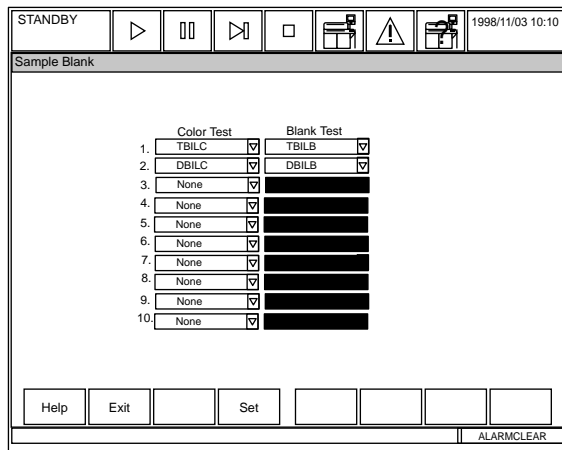 STANDBY 1998/11/03 10:10
Sample Blank
Color Test Blank Test
1. TBILC TBILB
2. DBILC DBILB
3. None
4. None
5. None
6. None
7. None
8. None
9. None
10. None
Help Exit Set
ALARMCLEAR